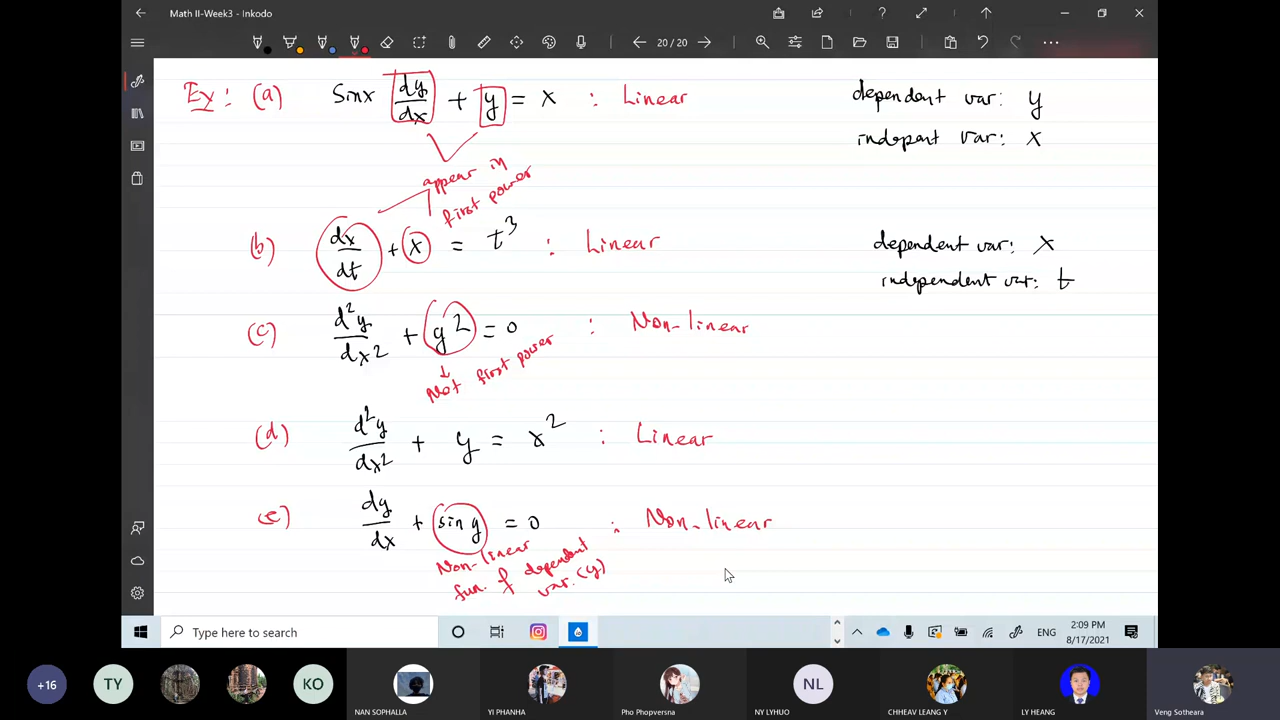 Math II-Week3 - Inkodo
20 / 20
Ex: (a) Sinx dy/dx + y = x : Linear
dependent var: y
indepant var: x
appear in
first power
(b) dx/dt + x = t³ : Linear
dependent var: x
independent var: t
(c) d²y/dx² + y² = 0 : Non-linear
Not first power
(d) d²y/dx² + y = x² : Linear
(e) dy/dx + sin y = 0 : Non-linear
Non-linear
fun. of dependent
var. (y)
Type here to search
ENG
2:09 PM
8/17/2021
+16
TY
KO
NL
NAN SOPHALLA
YI PHANHA
Pho Phopversna
NY LYHUO
CHHEAV LEANG Y
LY HEANG
Veng Sotheara